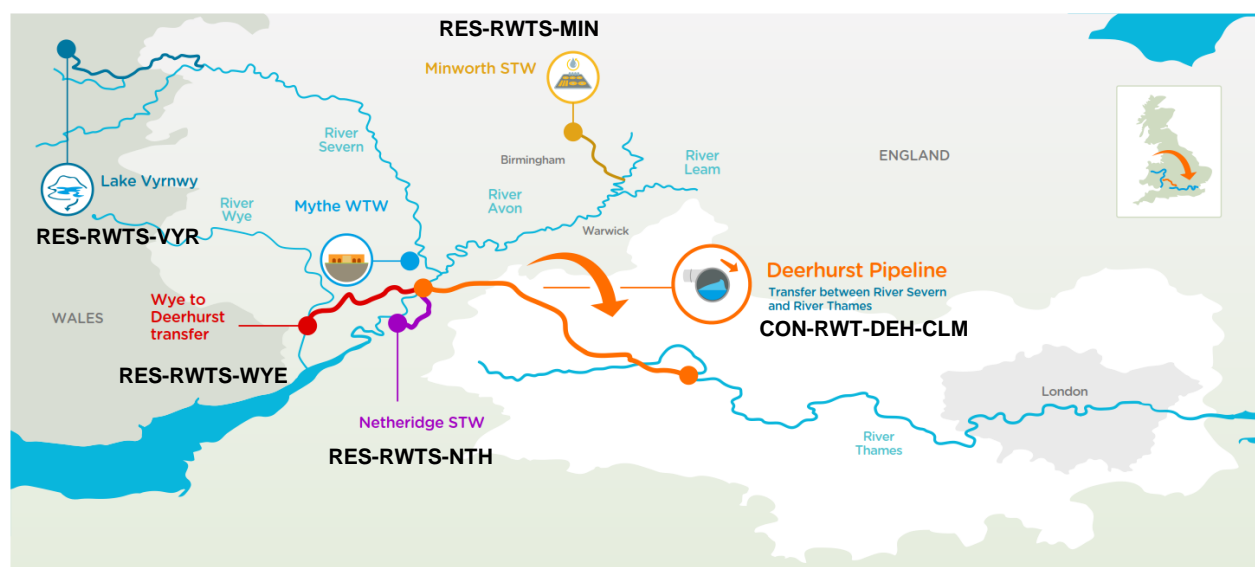 RES-RWTS-MIN
Minworth STW
River
Severn
Birmingham
River
Leam
ENGLAND
Lake Vyrnwy
River
Wye
Mythe WTW
River
Avon
Warwick
RES-RWTS-VYR
Deerhurst Pipeline
Transfer between River Severn
and River Thames
CON-RWT-DEH-CLM
Wye to
Deerhurst
transfer
WALES
RES-RWTS-WYE
Netheridge STW
RES-RWTS-NTH
London
River
Thames